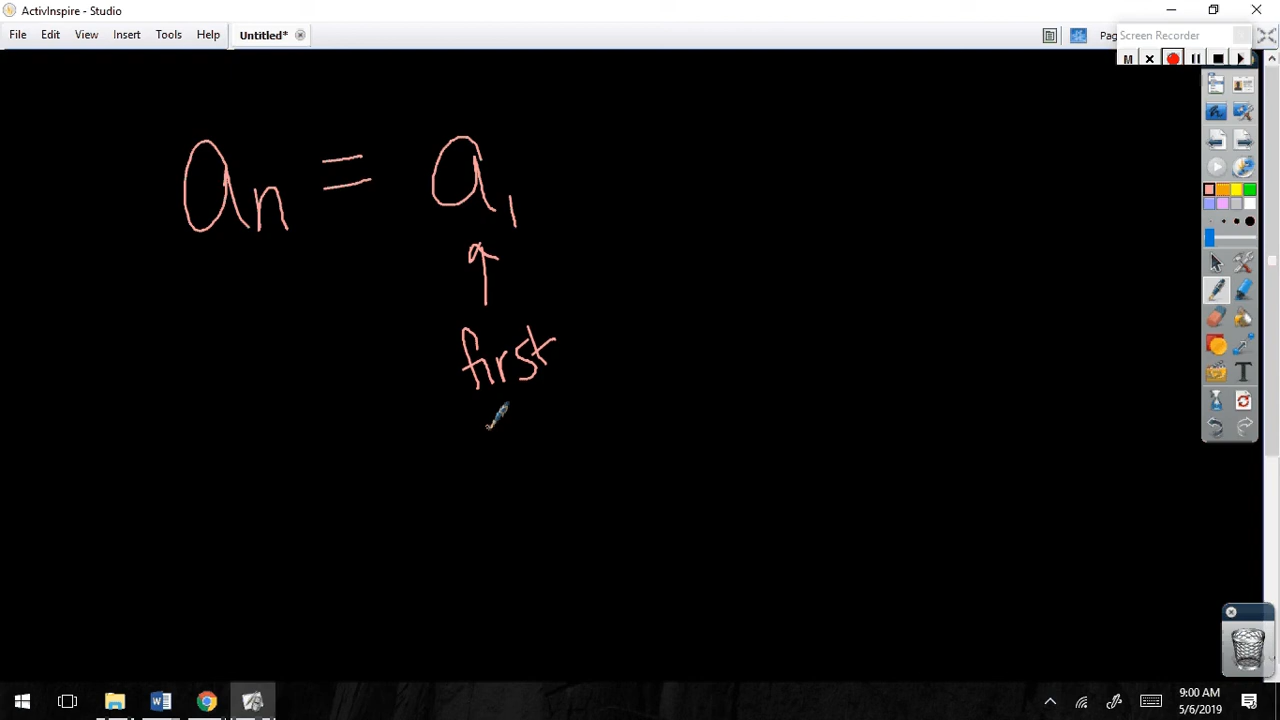 ActivInspire - Studio
File Edit View Insert Tools Help Untitled* Pag
Screen Recorder
M
an = a1
first
T
9:00 AM
5/6/2019